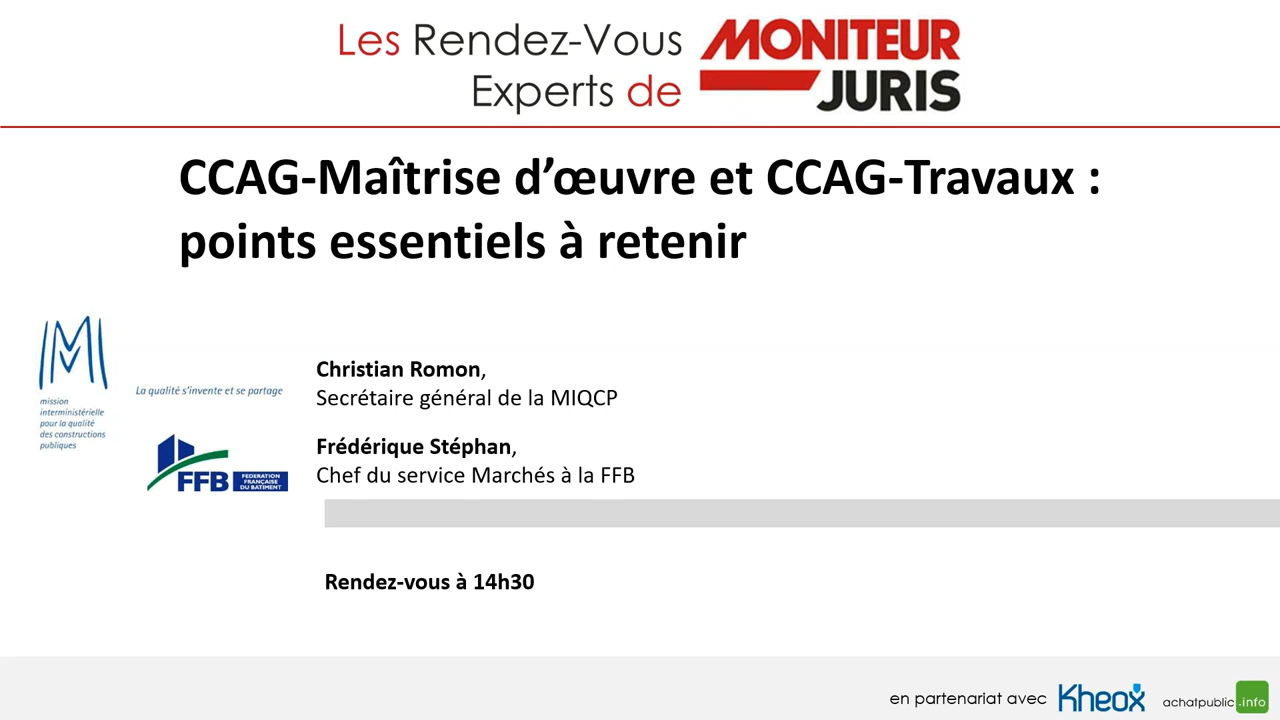 Les Rendez-Vous
Experts de
MONITEUR
JURIS
CCAG-Maîtrise d’œuvre et CCAG-Travaux :
points essentiels à retenir
mission
interministérielle
pour la qualité
des constructions
publiques
La qualité s'invente et se partage
Christian Romon,
Secrétaire général de la MIQCP
FFB
FEDERATION
FRANÇAISE
DU BATIMENT
Frédérique Stéphan,
Chef du service Marchés à la FFB
Rendez-vous à 14h30
en partenariat avec
Kheox
achatpublic.info